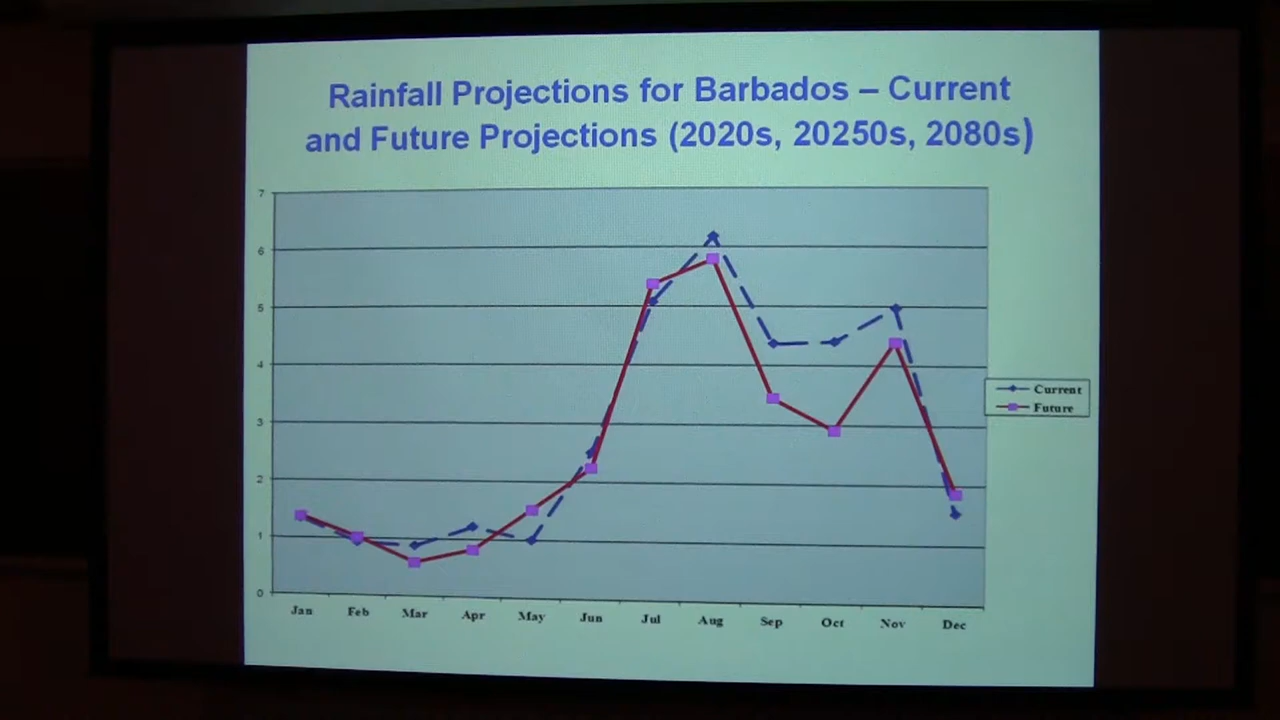 Rainfall Projections for Barbados – Current
and Future Projections (2020s, 20250s, 2080s)
7
6
5
4
3
2
1
0
Current
Future
Jan Feb Mar Apr May Jun Jul Aug Sep Oct Nov Dec